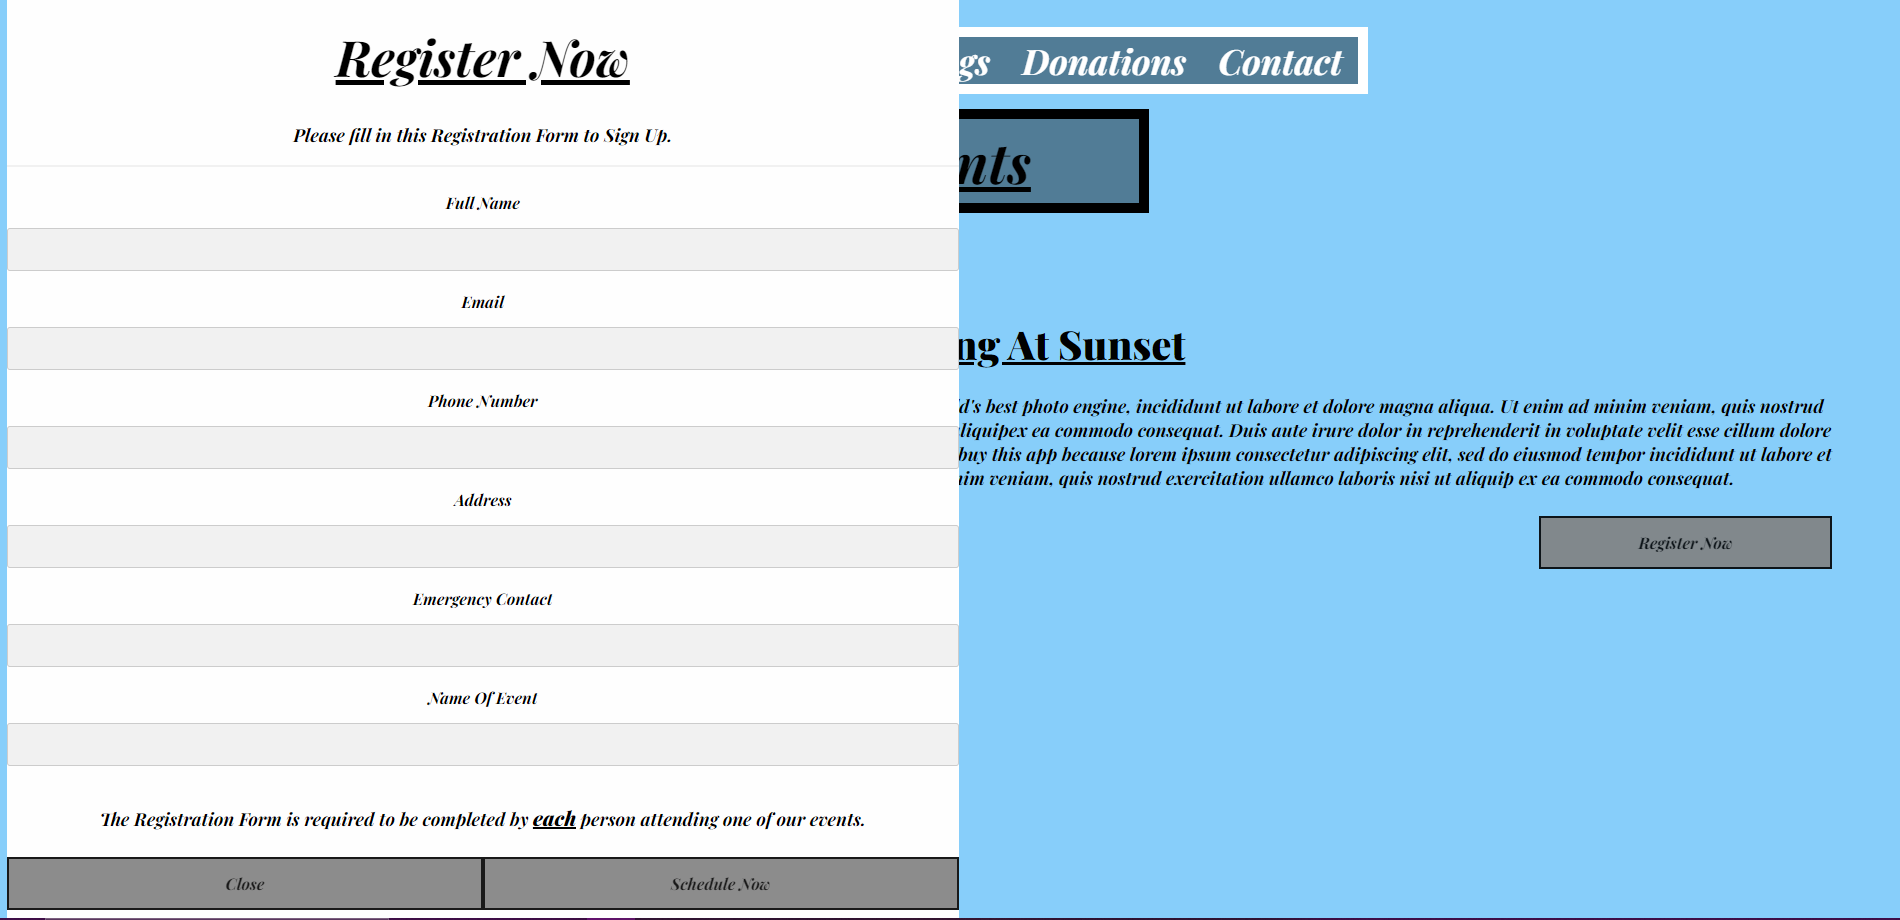 Register Now
Please fill in this Registration Form to Sign Up.
Full Name
Email
Phone Number
Address
Emergency Contact
Name Of Event
The Registration Form is required to be completed by each person attending one of our events.
Close
Schedule Now
gs Donations Contact
nts
ng At Sunset
d's best photo engine, incididunt ut labore et dolore magna aliqua. Ut enim ad minim veniam, quis nostrud
aliquipex ea commodo consequat. Duis aute irure dolor in reprehenderit in voluptate velit esse cillum dolore
buy this app because lorem ipsum consectetur adipiscing elit, sed do eiusmod tempor incididunt ut labore et
nim veniam, quis nostrud exercitation ullamco laboris nisi ut aliquip ex ea commodo consequat.
Register Now